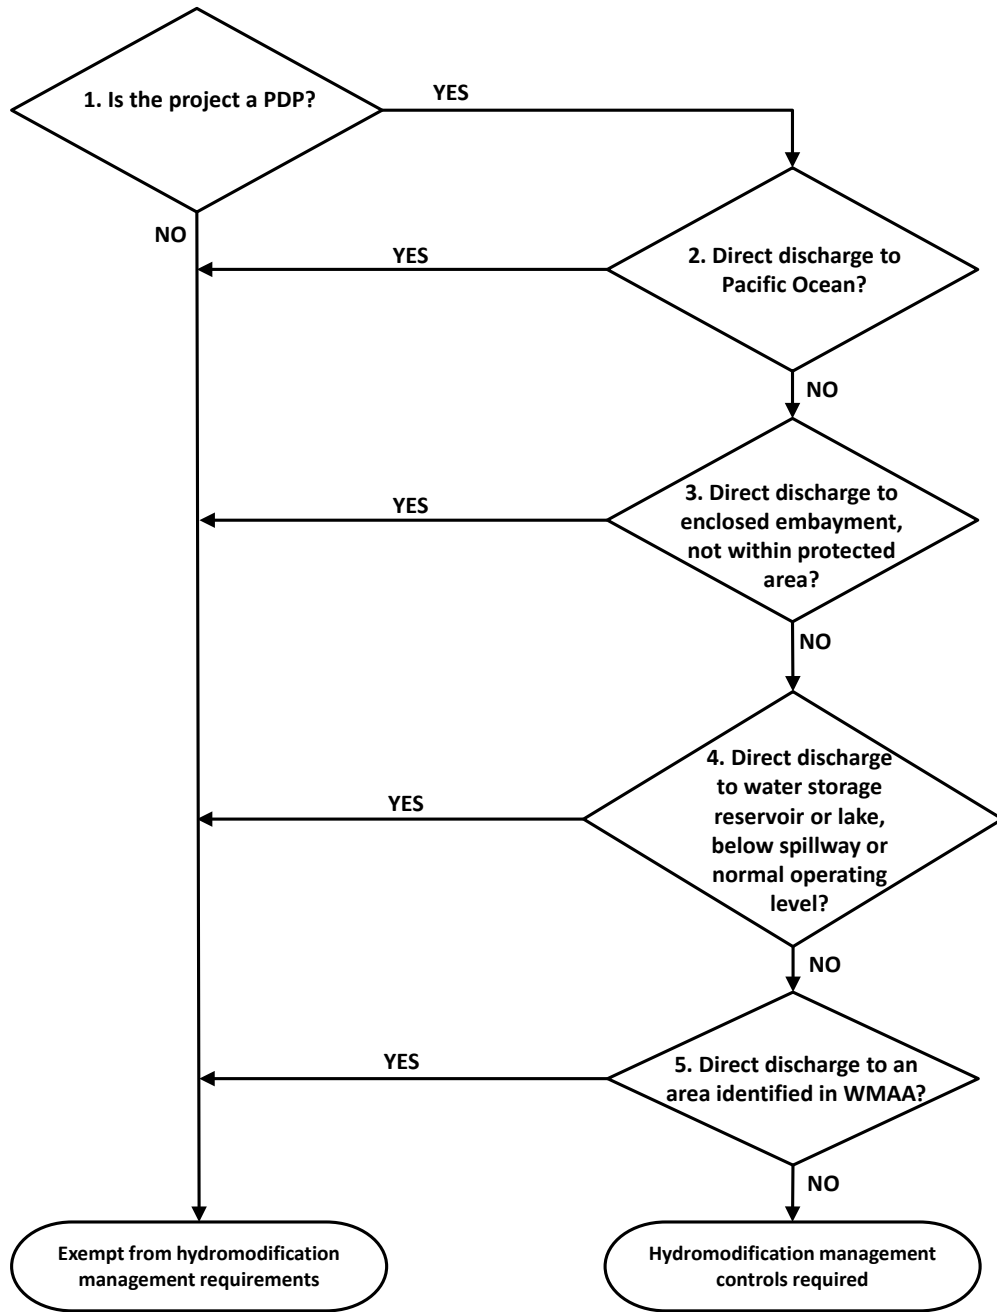 1. Is the project a PDP?
YES
NO
2. Direct discharge to
Pacific Ocean?
YES
NO
3. Direct discharge to
enclosed embayment,
not within protected
area?
YES
NO
4. Direct discharge
to water storage
reservoir or lake,
below spillway or
normal operating
level?
YES
NO
5. Direct discharge to an
area identified in WMAA?
YES
NO
Exempt from hydromodification
management requirements
Hydromodification management
controls required